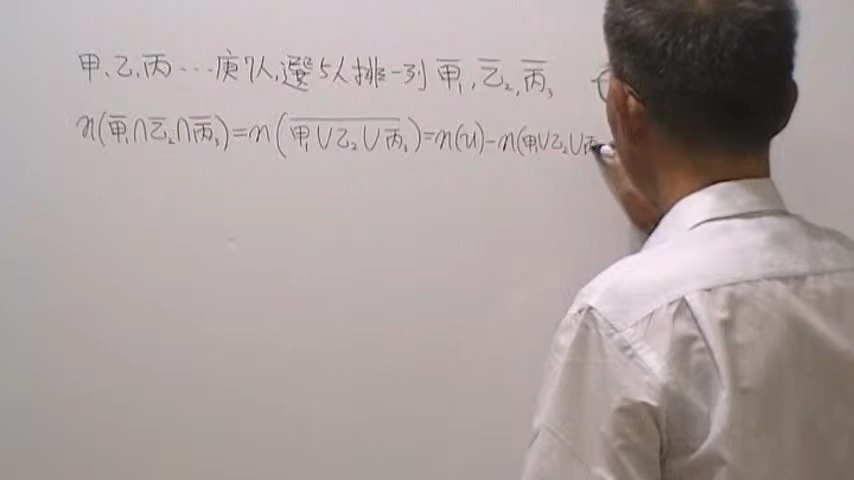 甲、乙、丙…庚7人,選5人排一列 甲̅₁, 乙̅₂, 丙̅₃
n(甲̅₁∩乙̅₂∩丙̅₃)=n(\overline{甲₁∪乙₂∪丙₃})=n(u)-n(甲₁∪乙₂∪丙